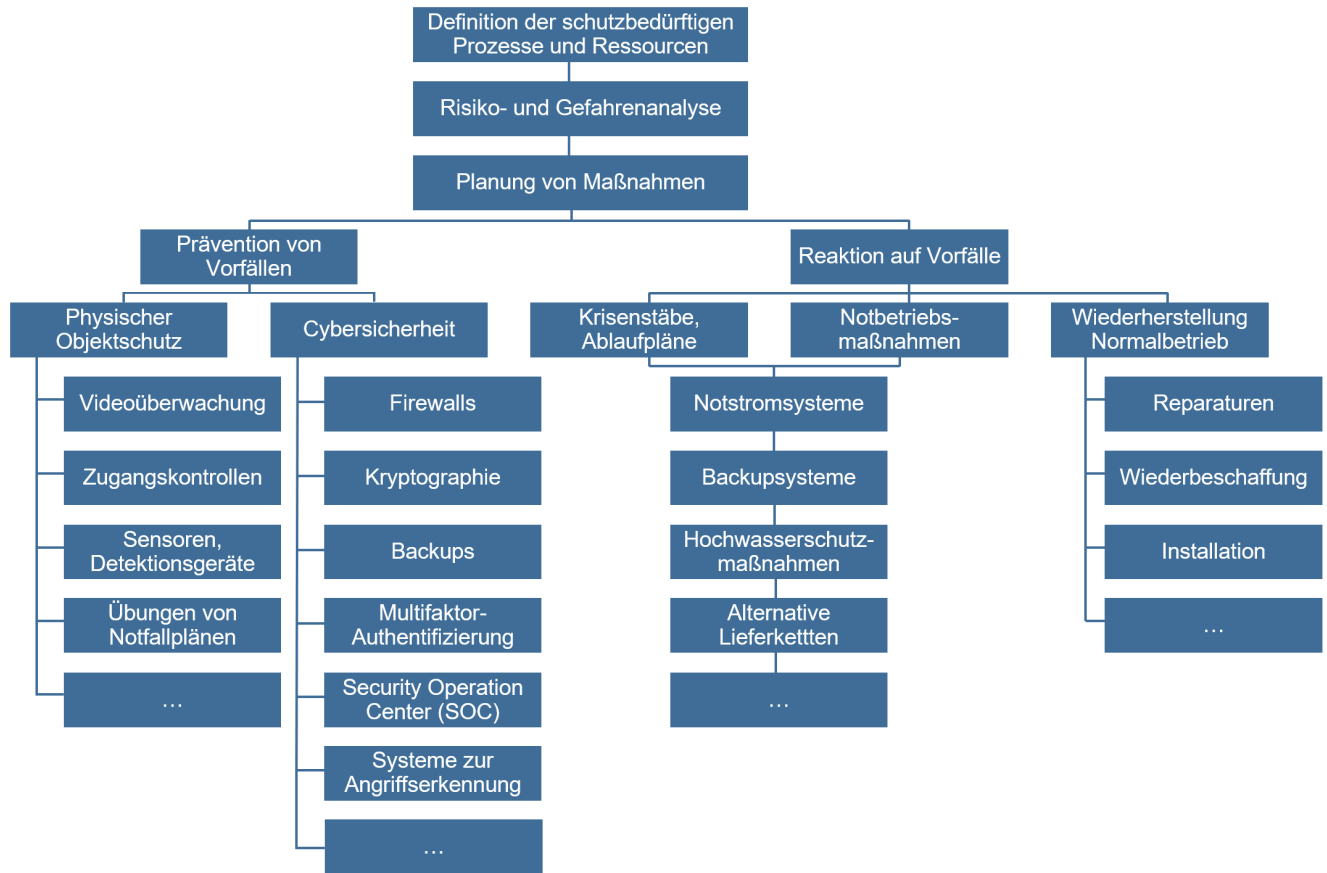 Definition der schutzbedürftigen
Prozesse und Ressourcen
Risiko- und Gefahrenanalyse
Planung von Maßnahmen
Prävention von
Vorfällen
Reaktion auf Vorfälle
Physischer
Objektschutz
Cybersicherheit
Krisenstäbe,
Ablaufpläne
Notbetriebs-
maßnahmen
Wiederherstellung
Normalbetrieb
Videoüberwachung
Zugangskontrollen
Sensoren,
Detektionsgeräte
Übungen von
Notfallplänen
…
Firewalls
Kryptographie
Backups
Multifaktor-
Authentifizierung
Security Operation
Center (SOC)
Systeme zur
Angriffserkennung
…
Notstromsysteme
Backupsysteme
Hochwasserschutz-
maßnahmen
Alternative
Lieferkettten
…
Reparaturen
Wiederbeschaffung
Installation
…